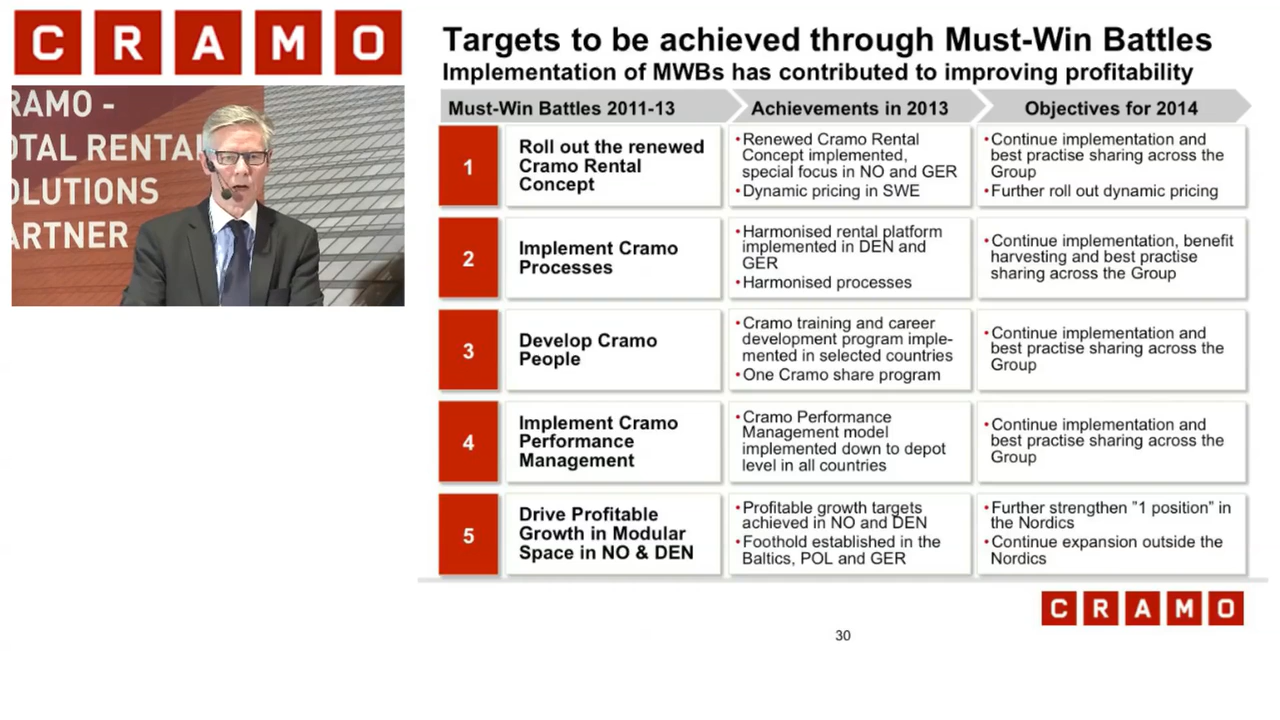 CRAMO
RAMO -
OTAL RENTAL
OLUTIONS
ARTNER
Targets to be achieved through Must-Win Battles
Implementation of MWBs has contributed to improving profitability
Must-Win Battles 2011-13
Achievements in 2013
Objectives for 2014
1
Roll out the renewed
Cramo Rental
Concept
•Renewed Cramo Rental
Concept implemented,
special focus in NO and GER
•Dynamic pricing in SWE
•Continue implementation and
best practise sharing across the
Group
•Further roll out dynamic pricing
2
Implement Cramo
Processes
•Harmonised rental platform
implemented in DEN and
GER
•Harmonised processes
•Continue implementation, benefit
harvesting and best practise
sharing across the Group
3
Develop Cramo
People
•Cramo training and career
development program imple-
mented in selected countries
•One Cramo share program
•Continue implementation and
best practise sharing across the
Group
4
Implement Cramo
Performance
Management
•Cramo Performance
Management model
implemented down to depot
level in all countries
•Continue implementation and
best practise sharing across the
Group
5
Drive Profitable
Growth in Modular
Space in NO & DEN
•Profitable growth targets
achieved in NO and DEN
•Foothold established in the
Baltics, POL and GER
•Further strengthen ”1 position” in
the Nordics
•Continue expansion outside the
Nordics
CRAMO
30